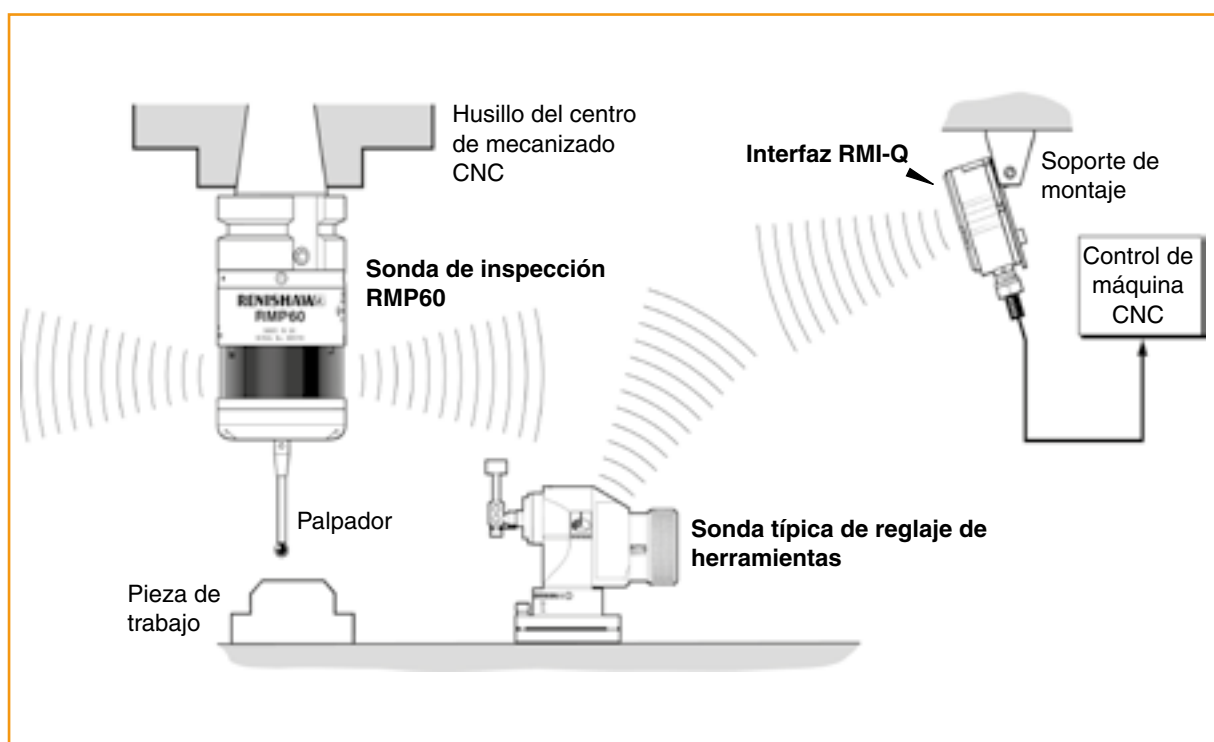 Husillo del centro
de mecanizado
CNC
Interfaz RMI-Q
Soporte de
montaje
Control de
máquina
CNC
Sonda de inspección
RMP60
RENISHAW
RMP60
Palpador
Sonda típica de reglaje de
herramientas
Pieza de
trabajo